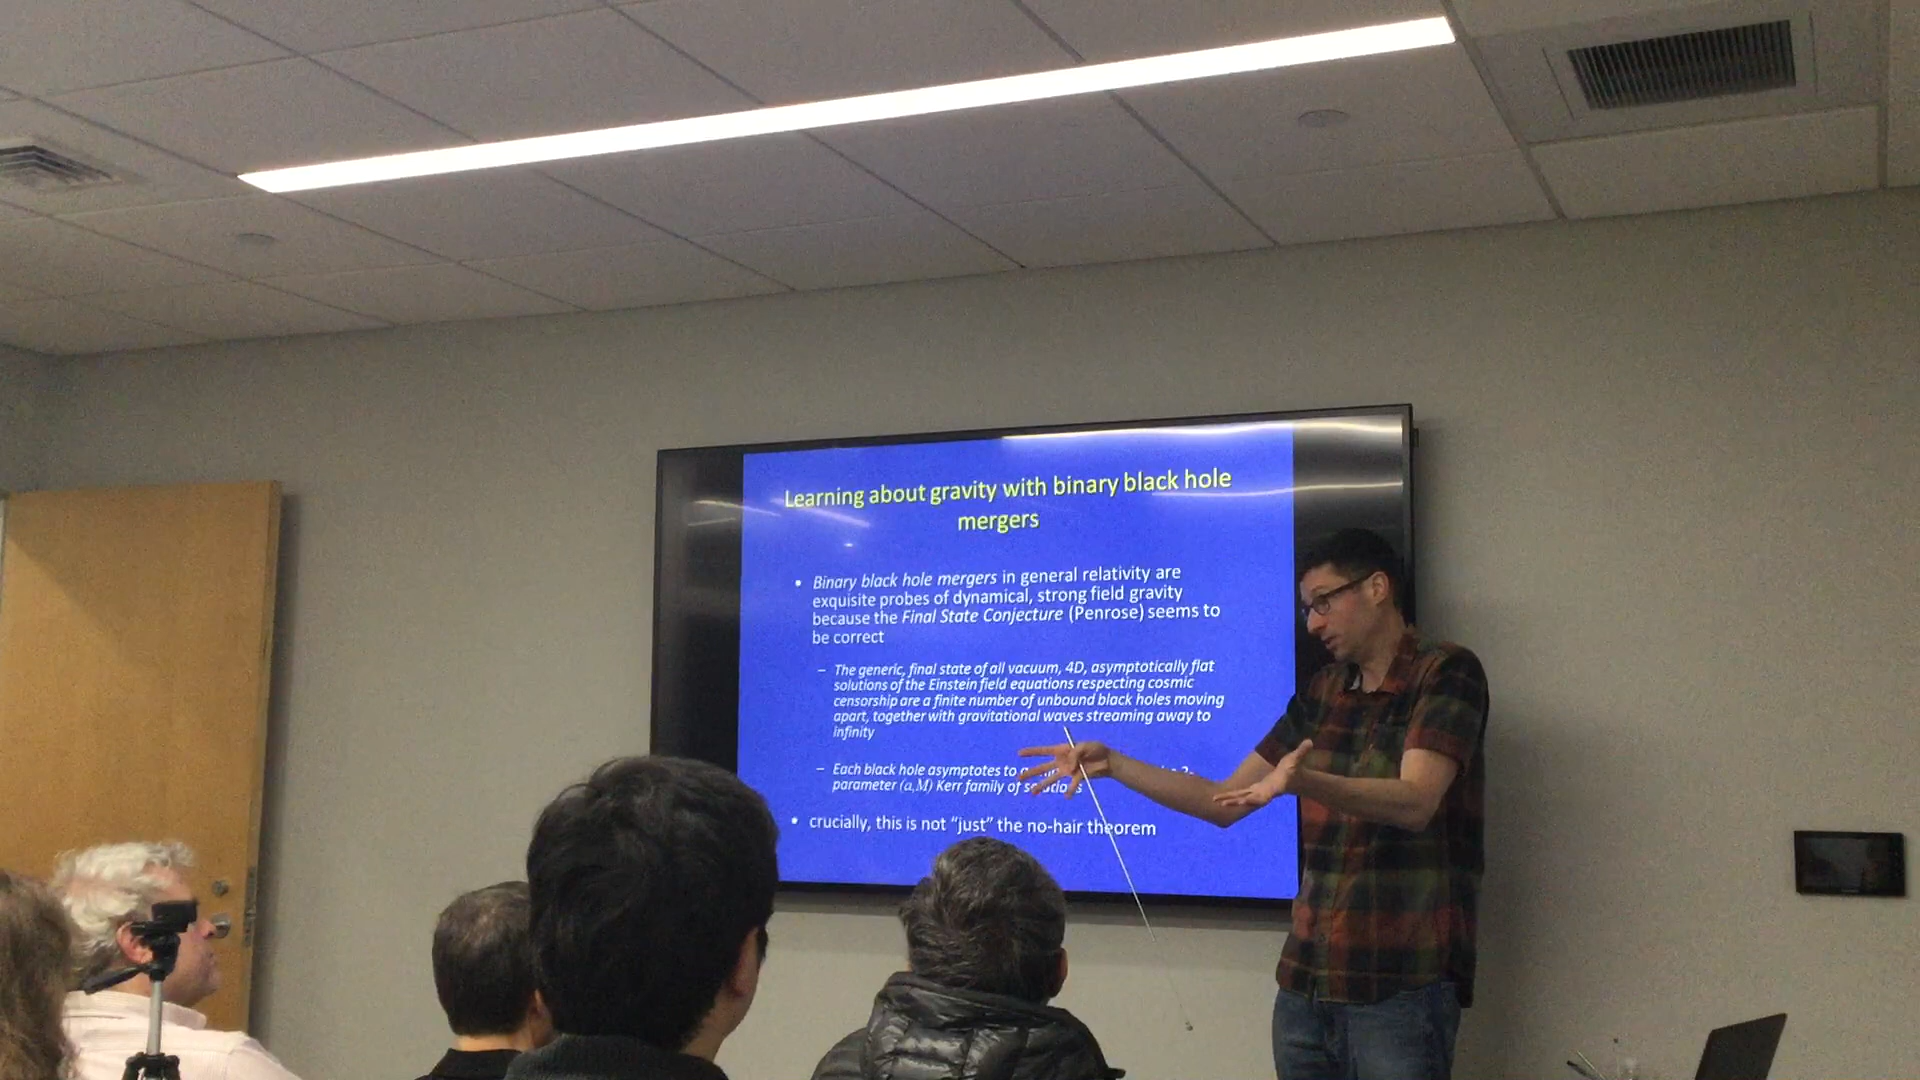 Learning about gravity with binary black hole
mergers
• Binary black hole mergers in general relativity are
exquisite probes of dynamical, strong field gravity
because the Final State Conjecture (Penrose) seems to
be correct
– The generic, final state of all vacuum, 4D, asymptotically flat
solutions of the Einstein field equations respecting cosmic
censorship are a finite number of unbound black holes moving
apart, together with gravitational waves streaming away to
infinity
– Each black hole asymptotes to 2-
parameter (a,M) Kerr family of solutions
• crucially, this is not “just” the no-hair theorem